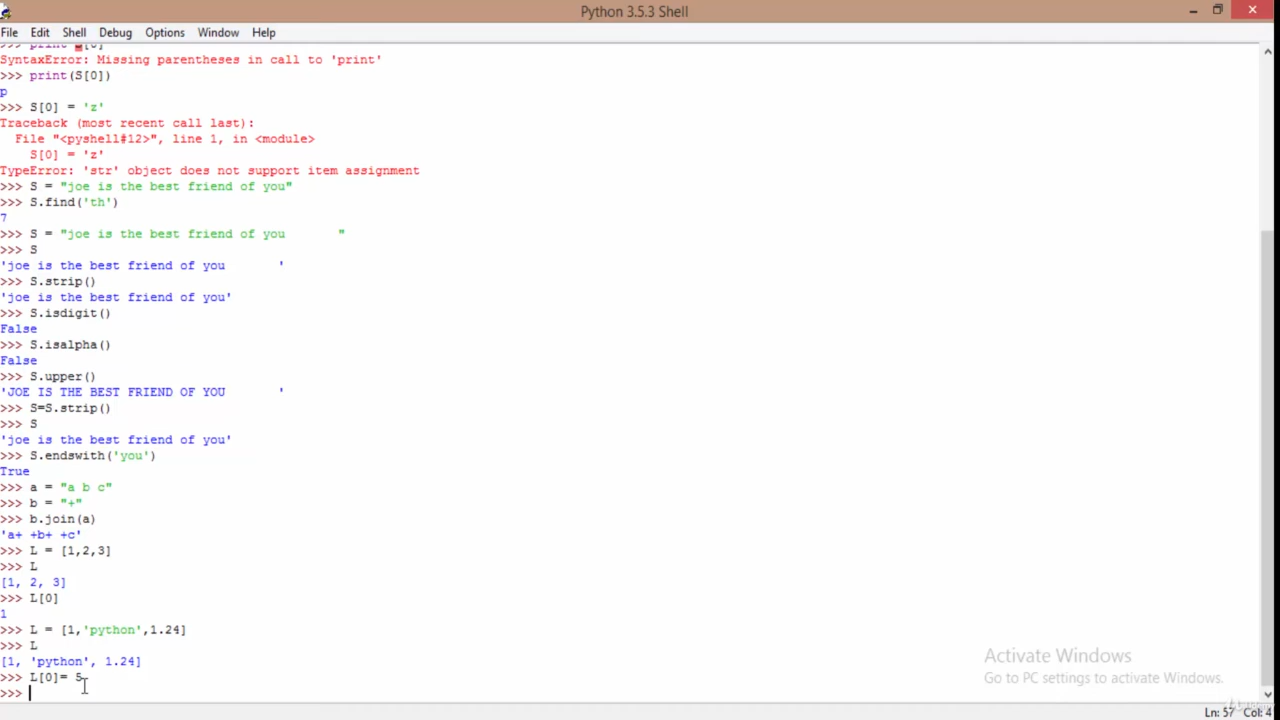 Python 3.5.3 Shell
File Edit Shell Debug Options Window Help
SyntaxError: Missing parentheses in call to 'print'
>>> print(S[0])
p
>>> S[0] = 'z'
Traceback (most recent call last):
  File "<pyshell#12>", line 1, in <module>
    S[0] = 'z'
TypeError: 'str' object does not support item assignment
>>> S = "joe is the best friend of you"
>>> S.find('th')
7
>>> S = "joe is the best friend of you       "
>>> S
'joe is the best friend of you       '
>>> S.strip()
'joe is the best friend of you'
>>> S.isdigit()
False
>>> S.isalpha()
False
>>> S.upper()
'JOE IS THE BEST FRIEND OF YOU       '
>>> S=S.strip()
>>> S
'joe is the best friend of you'
>>> S.endswith('you')
True
>>> a = "a b c"
>>> b = "+"
>>> b.join(a)
'a+ +b+ +c'
>>> L = [1,2,3]
>>> L
[1, 2, 3]
>>> L[0]
1
>>> L = [1,'python',1.24]
>>> L
[1, 'python', 1.24]
>>> L[0]= 5
>>>
Activate Windows
Go to PC settings to activate Windows.
Ln: 57 Col: 4